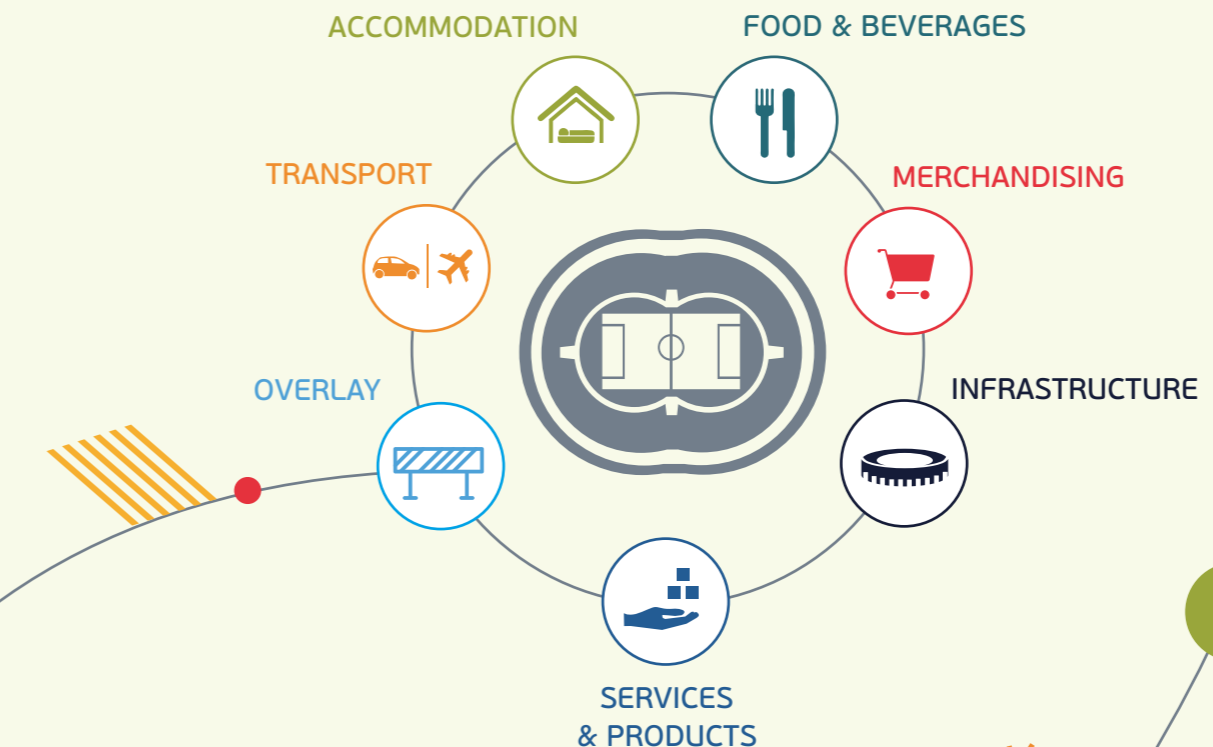 ACCOMMODATION
FOOD & BEVERAGES
TRANSPORT
MERCHANDISING
OVERLAY
INFRASTRUCTURE
SERVICES
& PRODUCTS